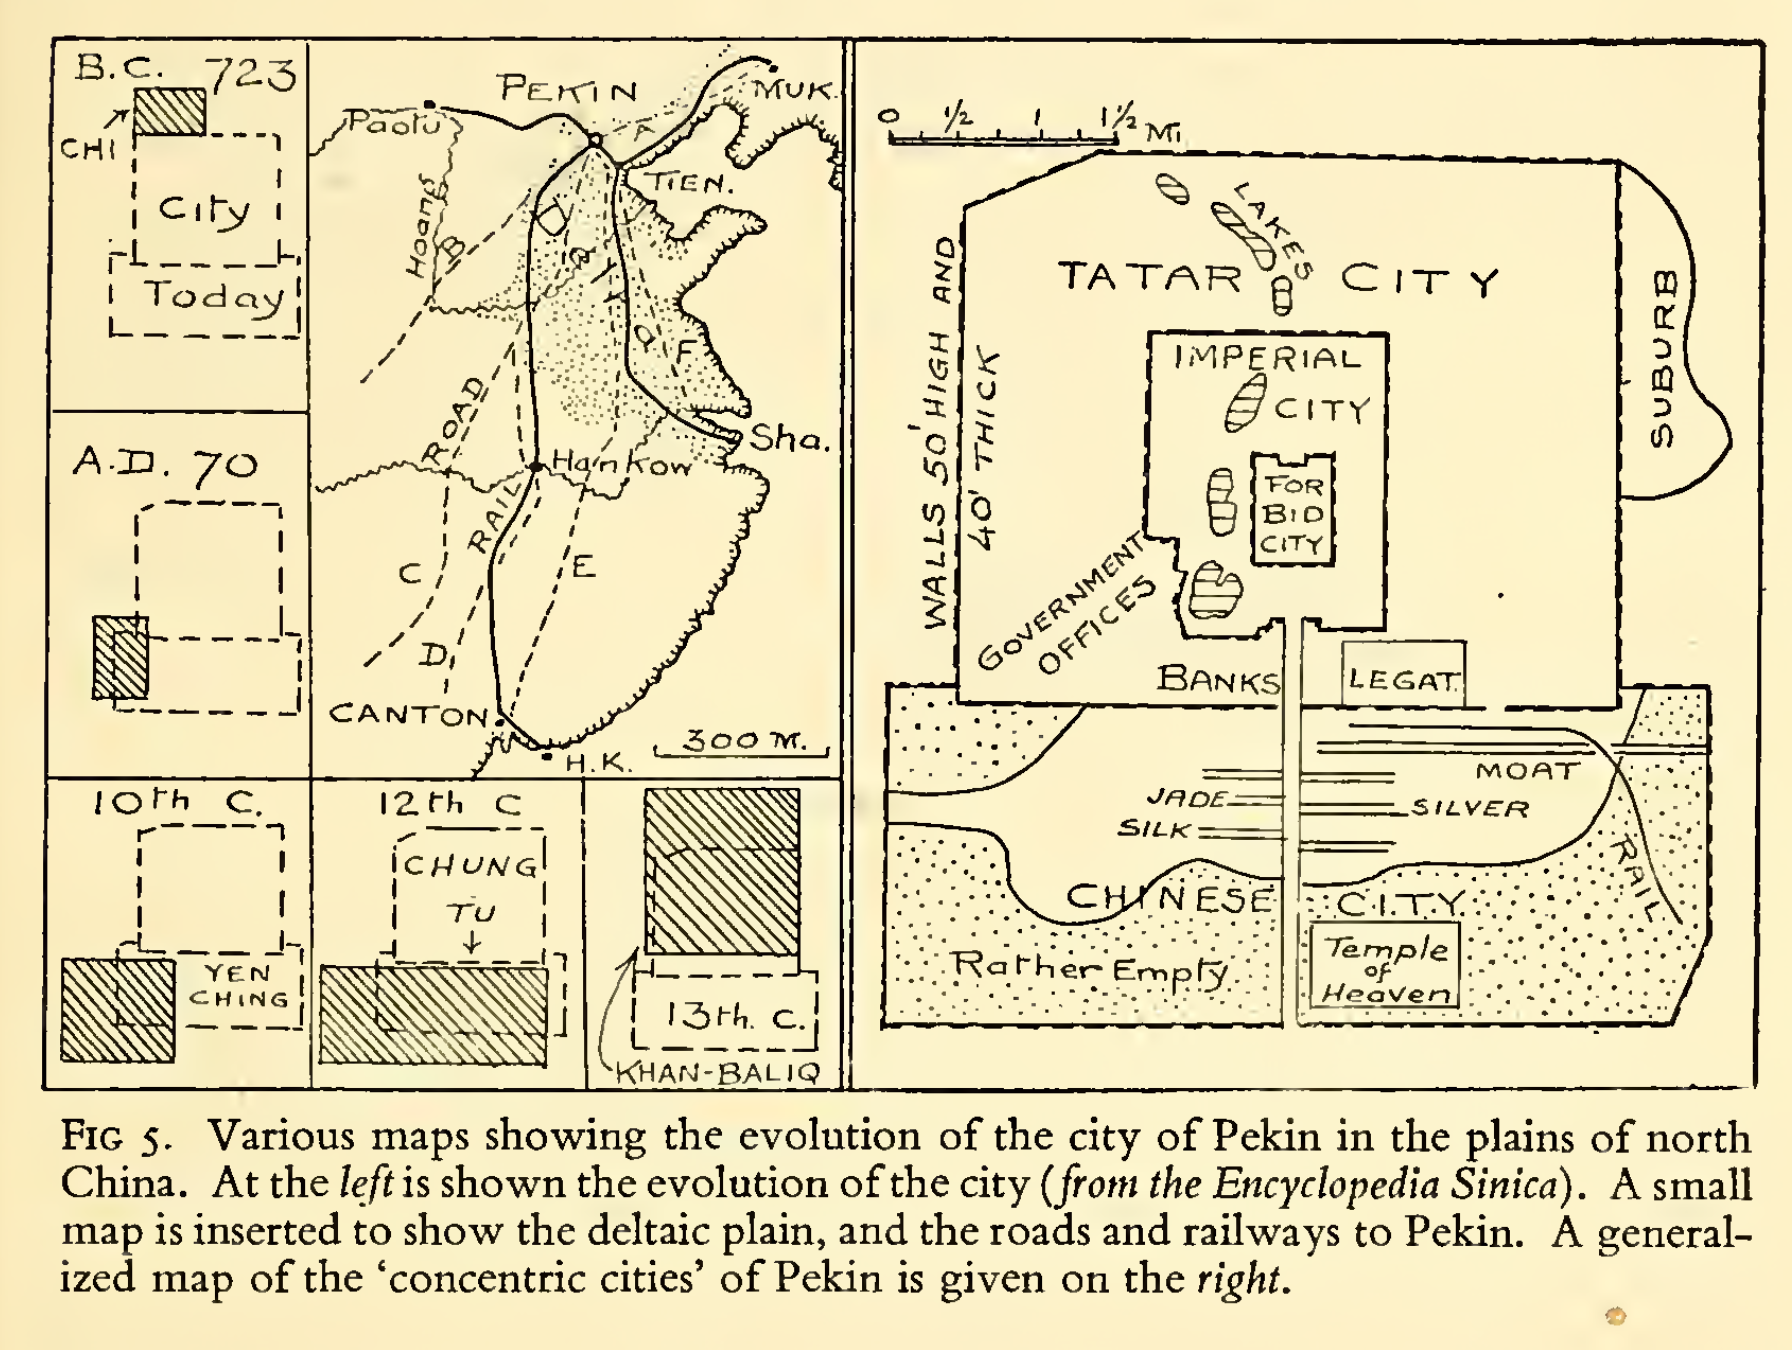 B.C. 723
CHI
City
Today
A.D. 70
10th C.
YEN
CHING
12th C
CHUNG
TU
13th. C.
KHAN-BALIQ
PEKIN
MUK.
Paotu
A
TIEN.
Hoang
B
D
F
ROAD
Sha.
Hankow
RAIL
C
E
D
CANTON
300 M.
H.K.
0 1/2 1 1½ Mi
LAKES
TATAR CITY
SUBURB
WALLS 50' HIGH AND
40' THICK
IMPERIAL
CITY
FOR
BID
CITY
GOVERNMENT
OFFICES
BANKS
LEGAT.
MOAT
JADE
SILVER
SILK
RAIL
CHINESE CITY
Rather Empty
Temple
of
Heaven
FIG 5. Various maps showing the evolution of the city of Pekin in the plains of north
China. At the left is shown the evolution of the city (from the Encyclopedia Sinica). A small
map is inserted to show the deltaic plain, and the roads and railways to Pekin. A general-
ized map of the ‘concentric cities’ of Pekin is given on the right.